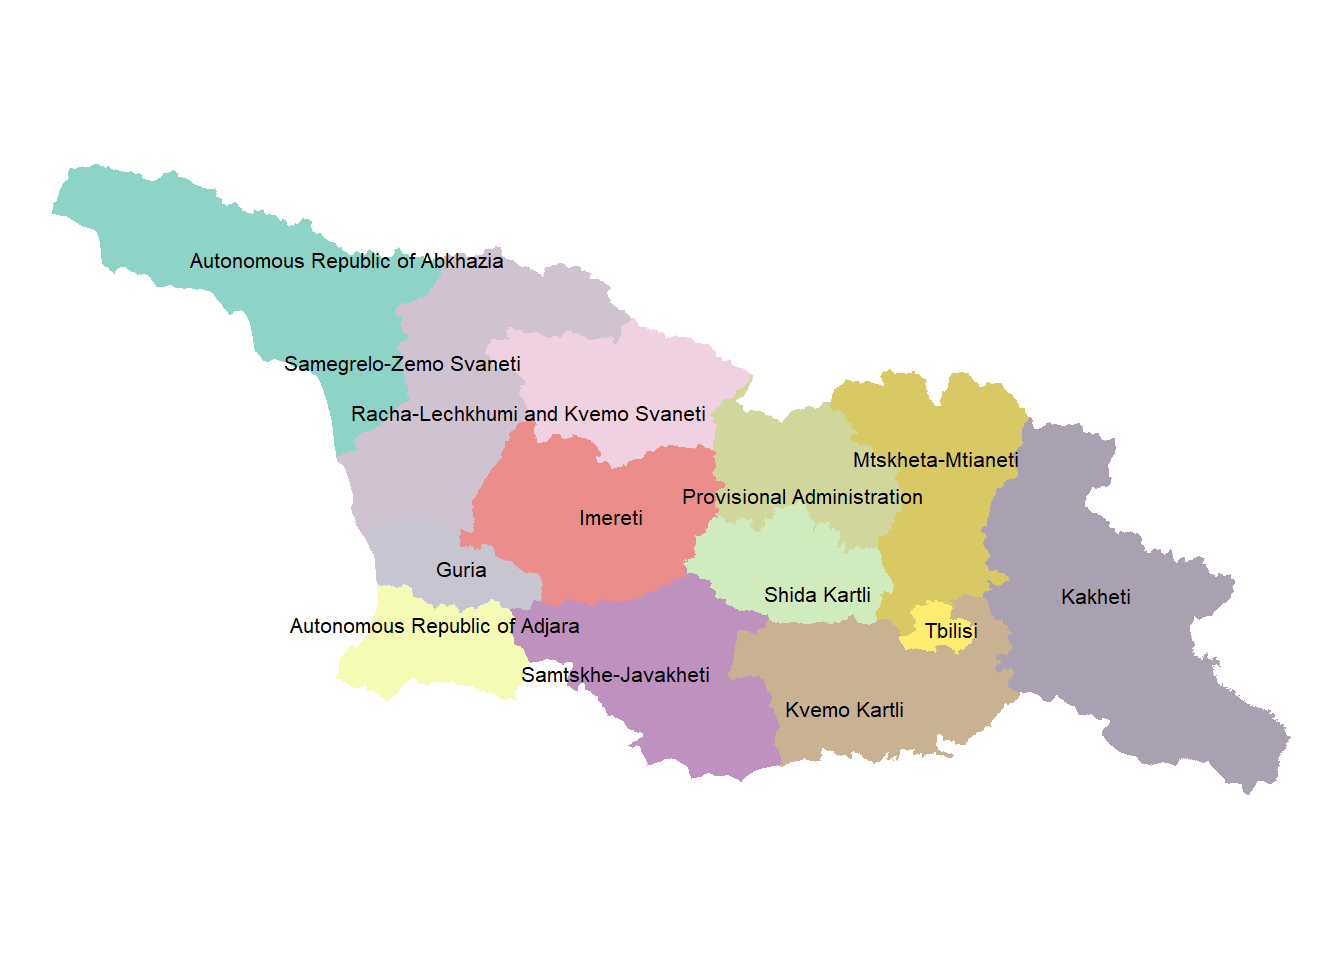 Autonomous Republic of Abkhazia
Samegrelo-Zemo Svaneti
Racha-Lechkhumi and Kvemo Svaneti
Mtskheta-Mtianeti
Provisional Administration
Imereti
Guria
Shida Kartli
Kakheti
Autonomous Republic of Adjara
Tbilisi
Samtskhe-Javakheti
Kvemo Kartli